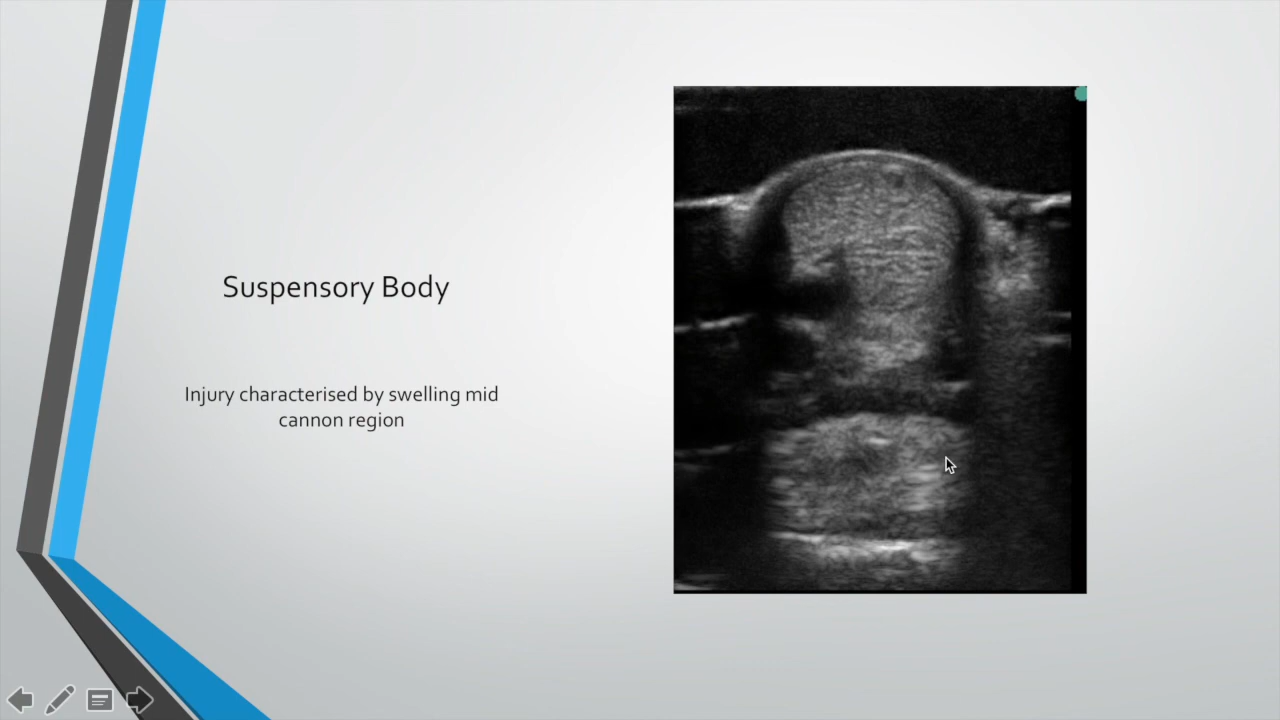 Suspensory Body
Injury characterised by swelling mid
cannon region